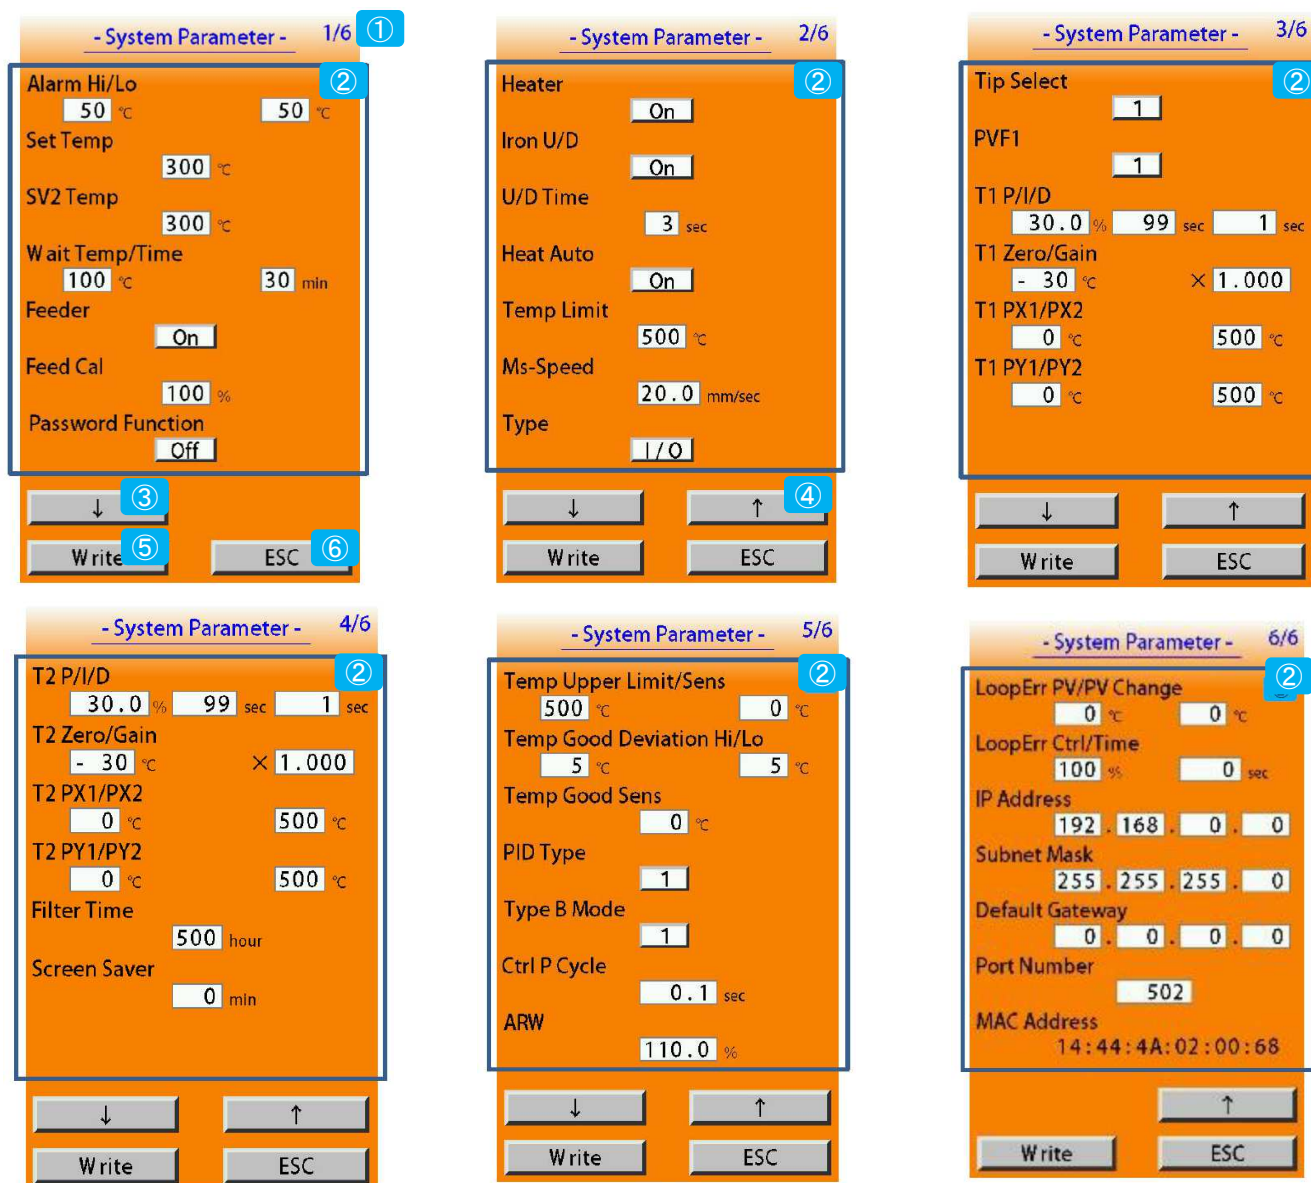 - System Parameter - 1/6 ①
②
Alarm Hi/Lo
50 ℃ 50 ℃
Set Temp
300 ℃
SV2 Temp
300 ℃
Wait Temp/Time
100 ℃ 30 min
Feeder
On
Feed Cal
100 %
Password Function
Off
↓ ③
Write ⑤ ESC ⑥
- System Parameter - 2/6
②
Heater
On
Iron U/D
On
U/D Time
3 sec
Heat Auto
On
Temp Limit
500 ℃
Ms-Speed
20.0 mm/sec
Type
I/O
↓ ↑ ④
Write ESC
- System Parameter - 3/6
②
Tip Select
1
PVF1
1
T1 P/I/D
30.0 % 99 sec 1 sec
T1 Zero/Gain
- 30 ℃ × 1.000
T1 PX1/PX2
0 ℃ 500 ℃
T1 PY1/PY2
0 ℃ 500 ℃
↓ ↑
Write ESC
- System Parameter - 4/6
②
T2 P/I/D
30.0 % 99 sec 1 sec
T2 Zero/Gain
- 30 ℃ × 1.000
T2 PX1/PX2
0 ℃ 500 ℃
T2 PY1/PY2
0 ℃ 500 ℃
Filter Time
500 hour
Screen Saver
0 min
↓ ↑
Write ESC
- System Parameter - 5/6
②
Temp Upper Limit/Sens
500 ℃ 0 ℃
Temp Good Deviation Hi/Lo
5 ℃ 5 ℃
Temp Good Sens
0 ℃
PID Type
1
Type B Mode
1
Ctrl P Cycle
0.1 sec
ARW
110.0 %
↓ ↑
Write ESC
- System Parameter - 6/6
②
LoopErr PV/PV Change
0 ℃ 0 ℃
LoopErr Ctrl/Time
100 % 0 sec
IP Address
192 . 168 . 0 . 0
Subnet Mask
255 . 255 . 255 . 0
Default Gateway
0 . 0 . 0 . 0
Port Number
502
MAC Address
14:44:4A:02:00:68
↑
Write ESC